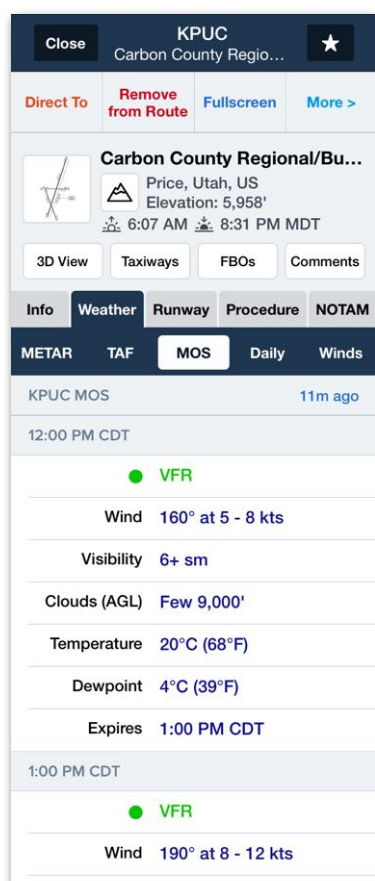 Close
KPUC
Carbon County Regio...
Direct To
Remove
from Route
Fullscreen
More >
Carbon County Regional/Bu...
Price, Utah, US
Elevation: 5,958'
6:07 AM 8:31 PM MDT
3D View Taxiways FBOs Comments
Info Weather Runway Procedure NOTAM
METAR TAF MOS Daily Winds
KPUC MOS 11m ago
12:00 PM CDT
VFR
Wind 160° at 5 - 8 kts
Visibility 6+ sm
Clouds (AGL) Few 9,000'
Temperature 20°C (68°F)
Dewpoint 4°C (39°F)
Expires 1:00 PM CDT
1:00 PM CDT
VFR
Wind 190° at 8 - 12 kts